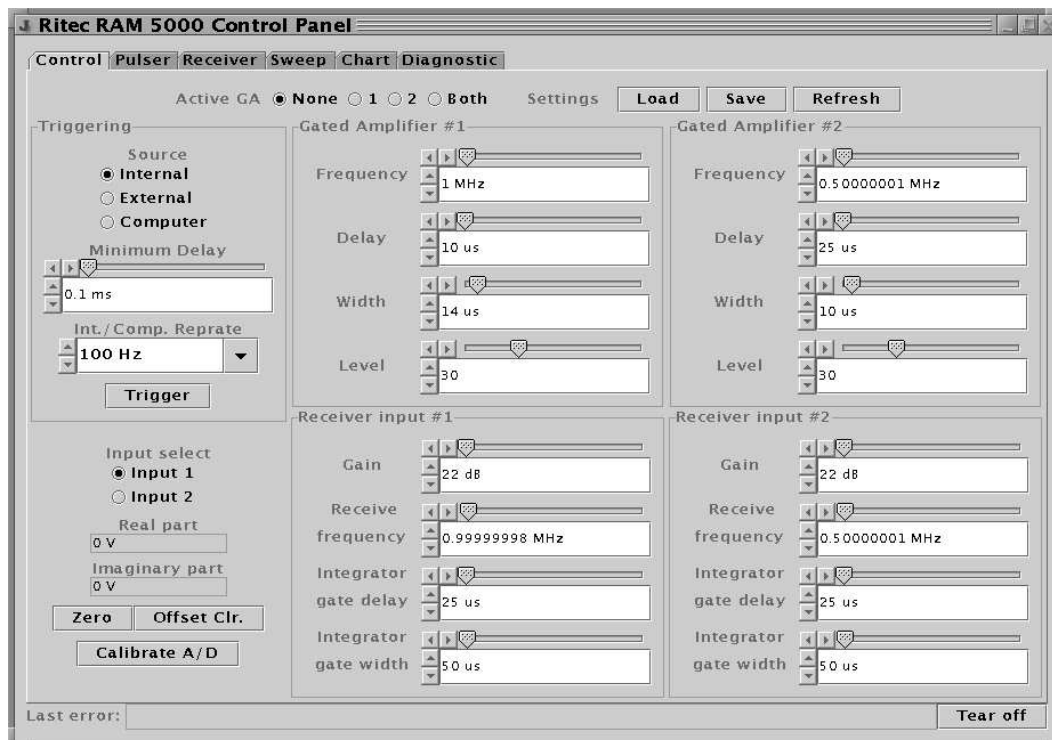 Ritec RAM 5000 Control Panel
Control Pulser Receiver Sweep Chart Diagnostic
Active GA None 1 2 Both Settings Load Save Refresh
Triggering
Source
Internal
External
Computer
Minimum Delay
0.1 ms
Int./Comp. Reprate
100 Hz
Trigger
Gated Amplifier #1
Frequency
1 MHz
Delay
10 us
Width
14 us
Level
30
Gated Amplifier #2
Frequency
0.50000001 MHz
Delay
25 us
Width
10 us
Level
30
Input select
Input 1
Input 2
Real part
0 V
Imaginary part
0 V
Zero Offset Clr.
Calibrate A/D
Receiver input #1
Gain
22 dB
Receive
frequency
0.99999998 MHz
Integrator
gate delay
25 us
Integrator
gate width
50 us
Receiver input #2
Gain
22 dB
Receive
frequency
0.50000001 MHz
Integrator
gate delay
25 us
Integrator
gate width
50 us
Last error:
Tear off